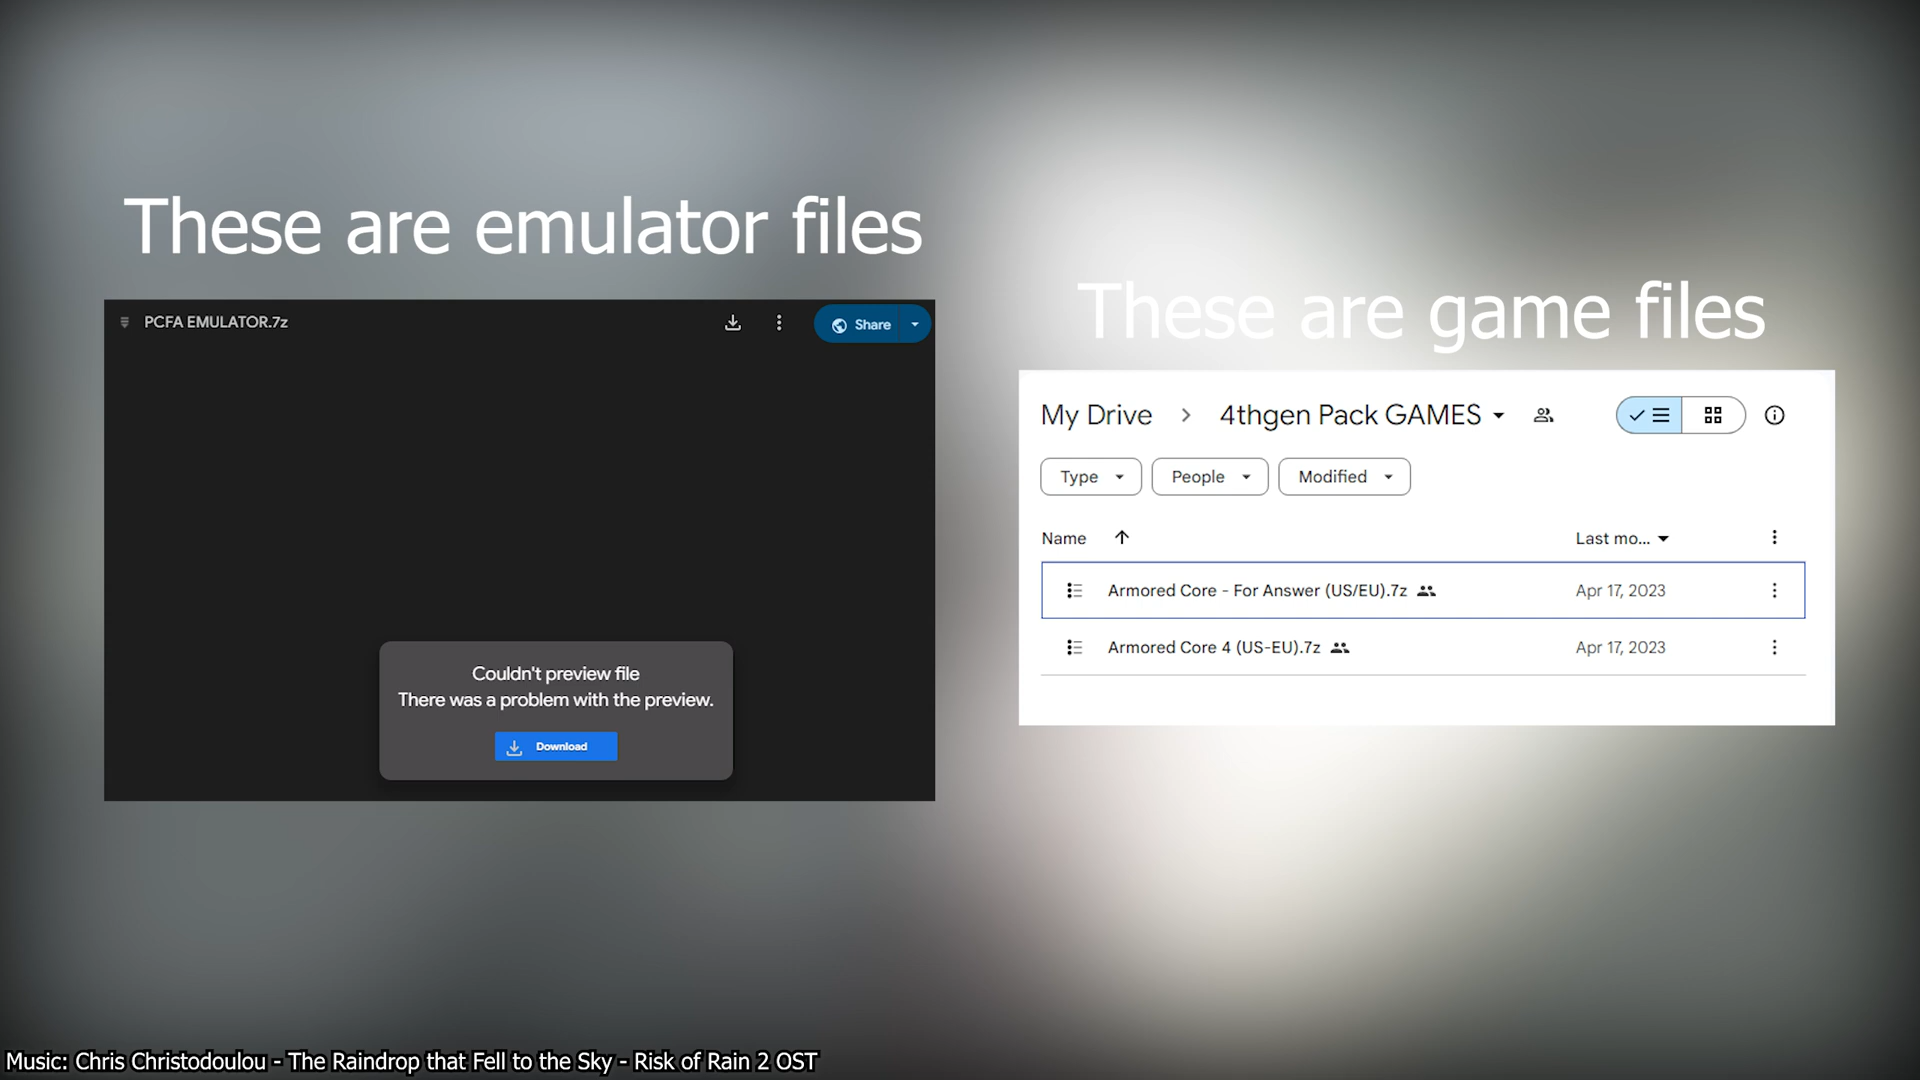 These are emulator files
PCFA EMULATOR.7z
Share
Couldn't preview file
There was a problem with the preview.
Download
These are game files
My Drive > 4thgen Pack GAMES
Type
People
Modified
Name
Last mo...
Armored Core - For Answer (US/EU).7z
Apr 17, 2023
Armored Core 4 (US-EU).7z
Apr 17, 2023
Music: Chris Christodoulou - The Raindrop that Fell to the Sky - Risk of Rain 2 OST